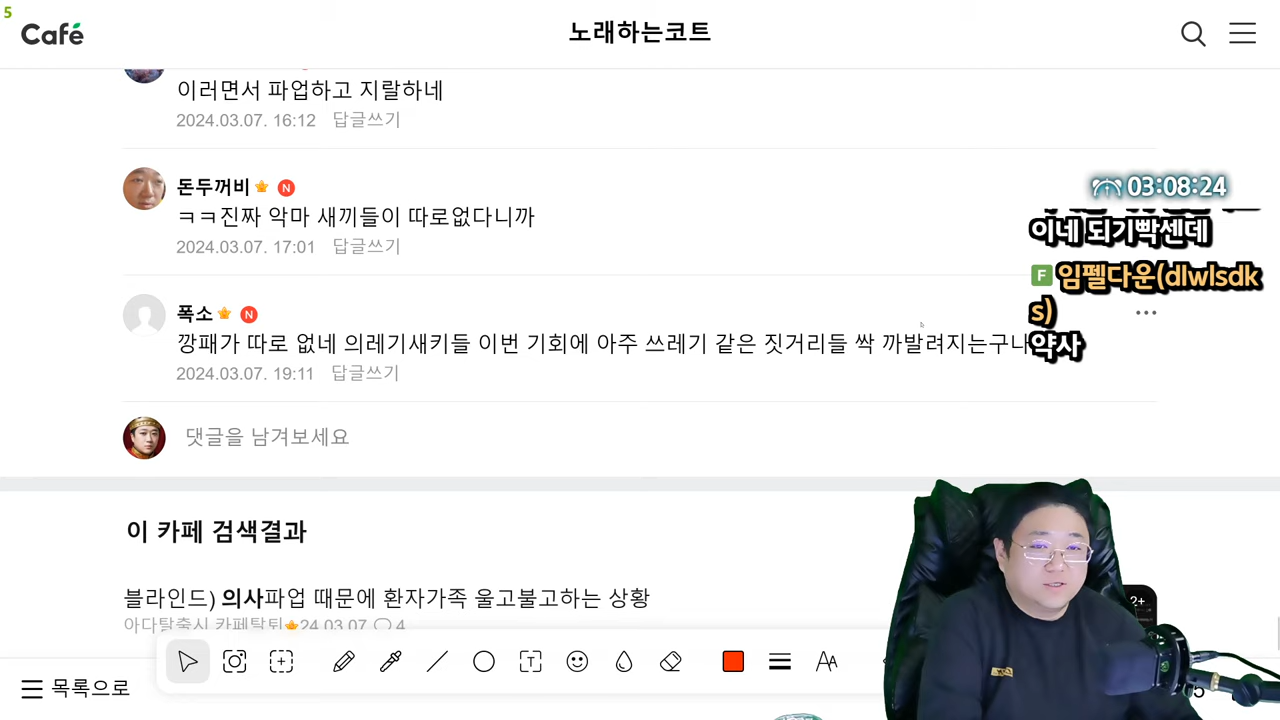 5
Café
노래하는코트
이러면서 파업하고 지랄하네
2024.03.07. 16:12 답글쓰기
03:08:24
돈두꺼비 N
ㅋㅋ진짜 악마 새끼들이 따로없다니까
2024.03.07. 17:01 답글쓰기
이네 되기빡센데
F 임펠다운(dlwlsdk
s)
약사
폭소 N
깡패가 따로 없네 의레기새키들 이번 기회에 아주 쓰레기 같은 짓거리들 싹 까발려지는구나
2024.03.07. 19:11 답글쓰기
댓글을 남겨보세요
이 카페 검색결과
블라인드) 의사파업 때문에 환자가족 울고불고하는 상황
아다탈출시 카페탈퇴 24.03.07. 4
2+
T
AA
목록으로
5